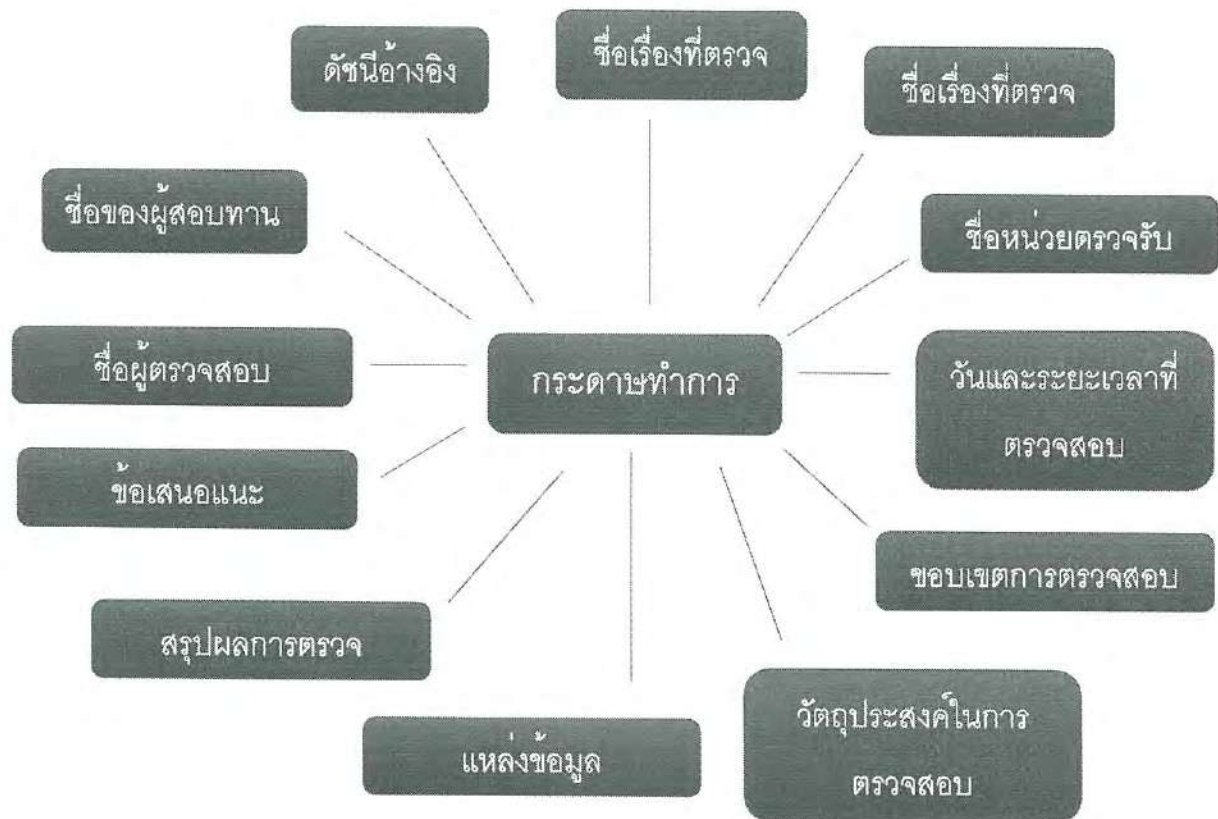 ดัชนีอ้างอิง
ชื่อเรื่องที่ตรวจ
ชื่อเรื่องที่ตรวจ
ชื่อของผู้สอบทาน
ชื่อหน่วยตรวจรับ
ชื่อผู้ตรวจสอบ
กระดาษทำการ
วันและระยะเวลาที่
ตรวจสอบ
ข้อเสนอแนะ
ขอบเขตการตรวจสอบ
สรุปผลการตรวจ
แหล่งข้อมูล
วัตถุประสงค์ในการ
ตรวจสอบ